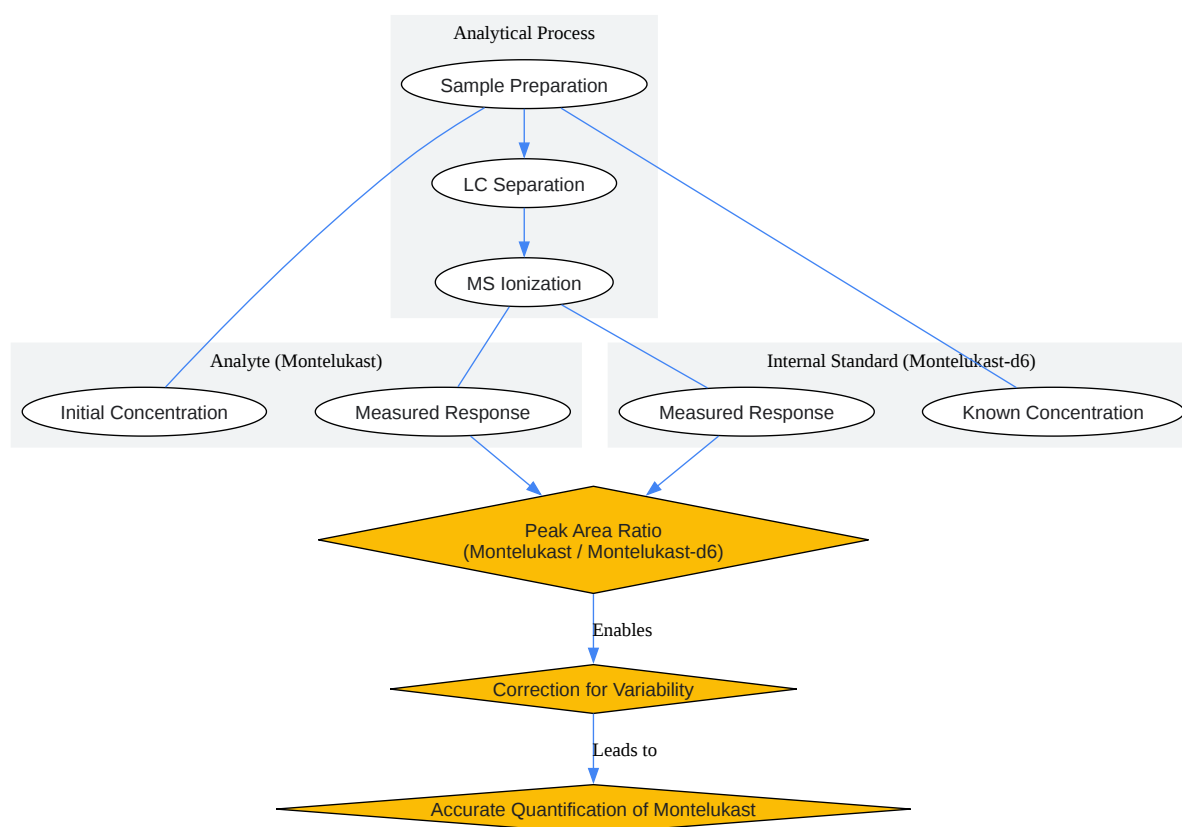 Analytical Process
Sample Preparation
LC Separation
MS Ionization
Analyte (Montelukast)
Internal Standard (Montelukast-d6)
Initial Concentration
Measured Response
Measured Response
Known Concentration
Peak Area Ratio
(Montelukast / Montelukast-d6)
Enables
Correction for Variability
Leads to
Accurate Quantification of Montelukast